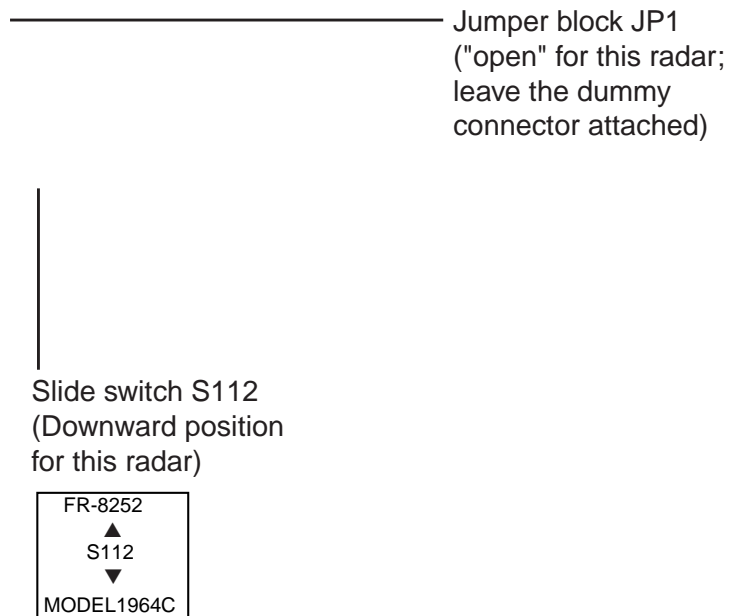 Jumper block JP1
("open" for this radar;
leave the dummy
connector attached)
Slide switch S112
(Downward position
for this radar)
FR-8252
▲
S112
▼
MODEL1964C